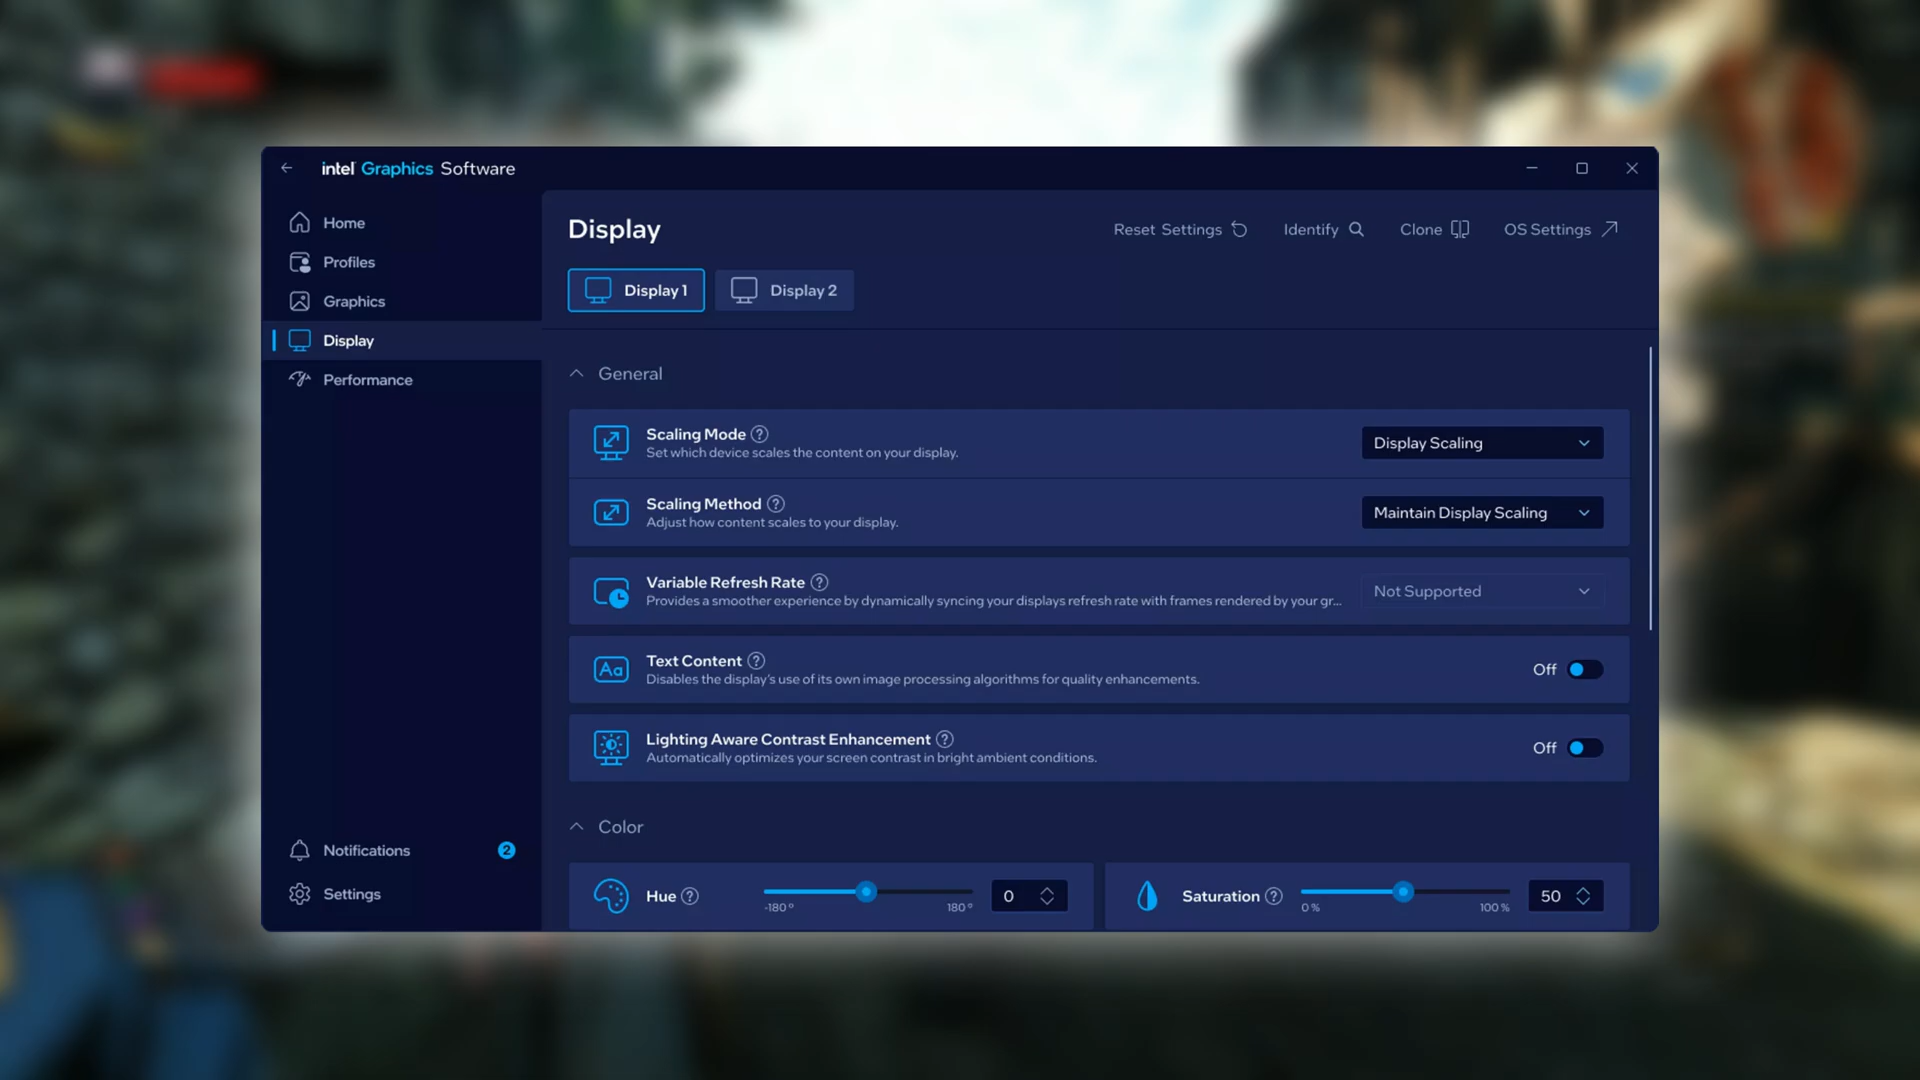 intel Graphics Software
Home
Profiles
Graphics
Display
Performance
Notifications 2
Settings
Display
Reset Settings
Identify
Clone
OS Settings
Display 1
Display 2
General
Scaling Mode ?
Set which device scales the content on your display.
Display Scaling
Scaling Method ?
Adjust how content scales to your display.
Maintain Display Scaling
Variable Refresh Rate ?
Provides a smoother experience by dynamically syncing your displays refresh rate with frames rendered by your gr...
Not Supported
Aa
Text Content ?
Disables the display's use of its own image processing algorithms for quality enhancements.
Off
Lighting Aware Contrast Enhancement ?
Automatically optimizes your screen contrast in bright ambient conditions.
Off
Color
Hue ?
-180° 180°
0
Saturation ?
0% 100%
50